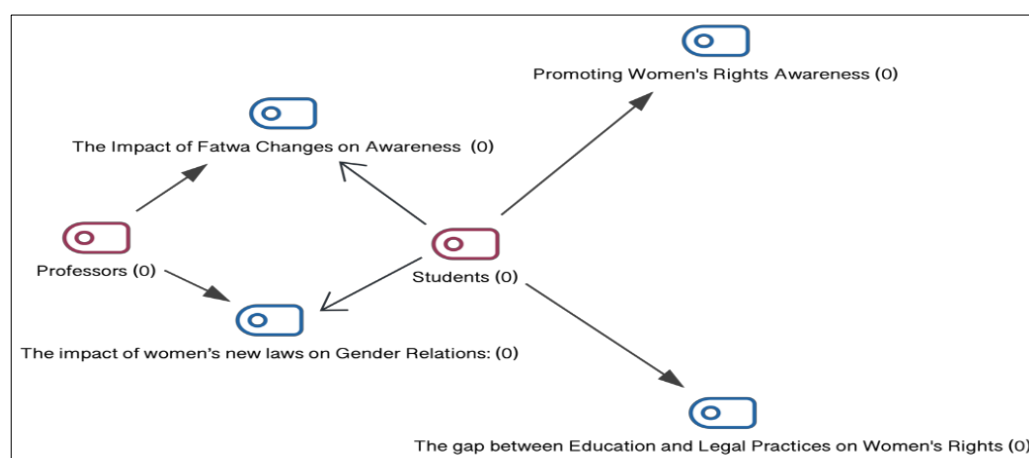 Promoting Women's Rights Awareness (0)
The Impact of Fatwa Changes on Awareness (0)
Professors (0)
Students (0)
The impact of women's new laws on Gender Relations: (0)
The gap between Education and Legal Practices on Women's Rights (0)